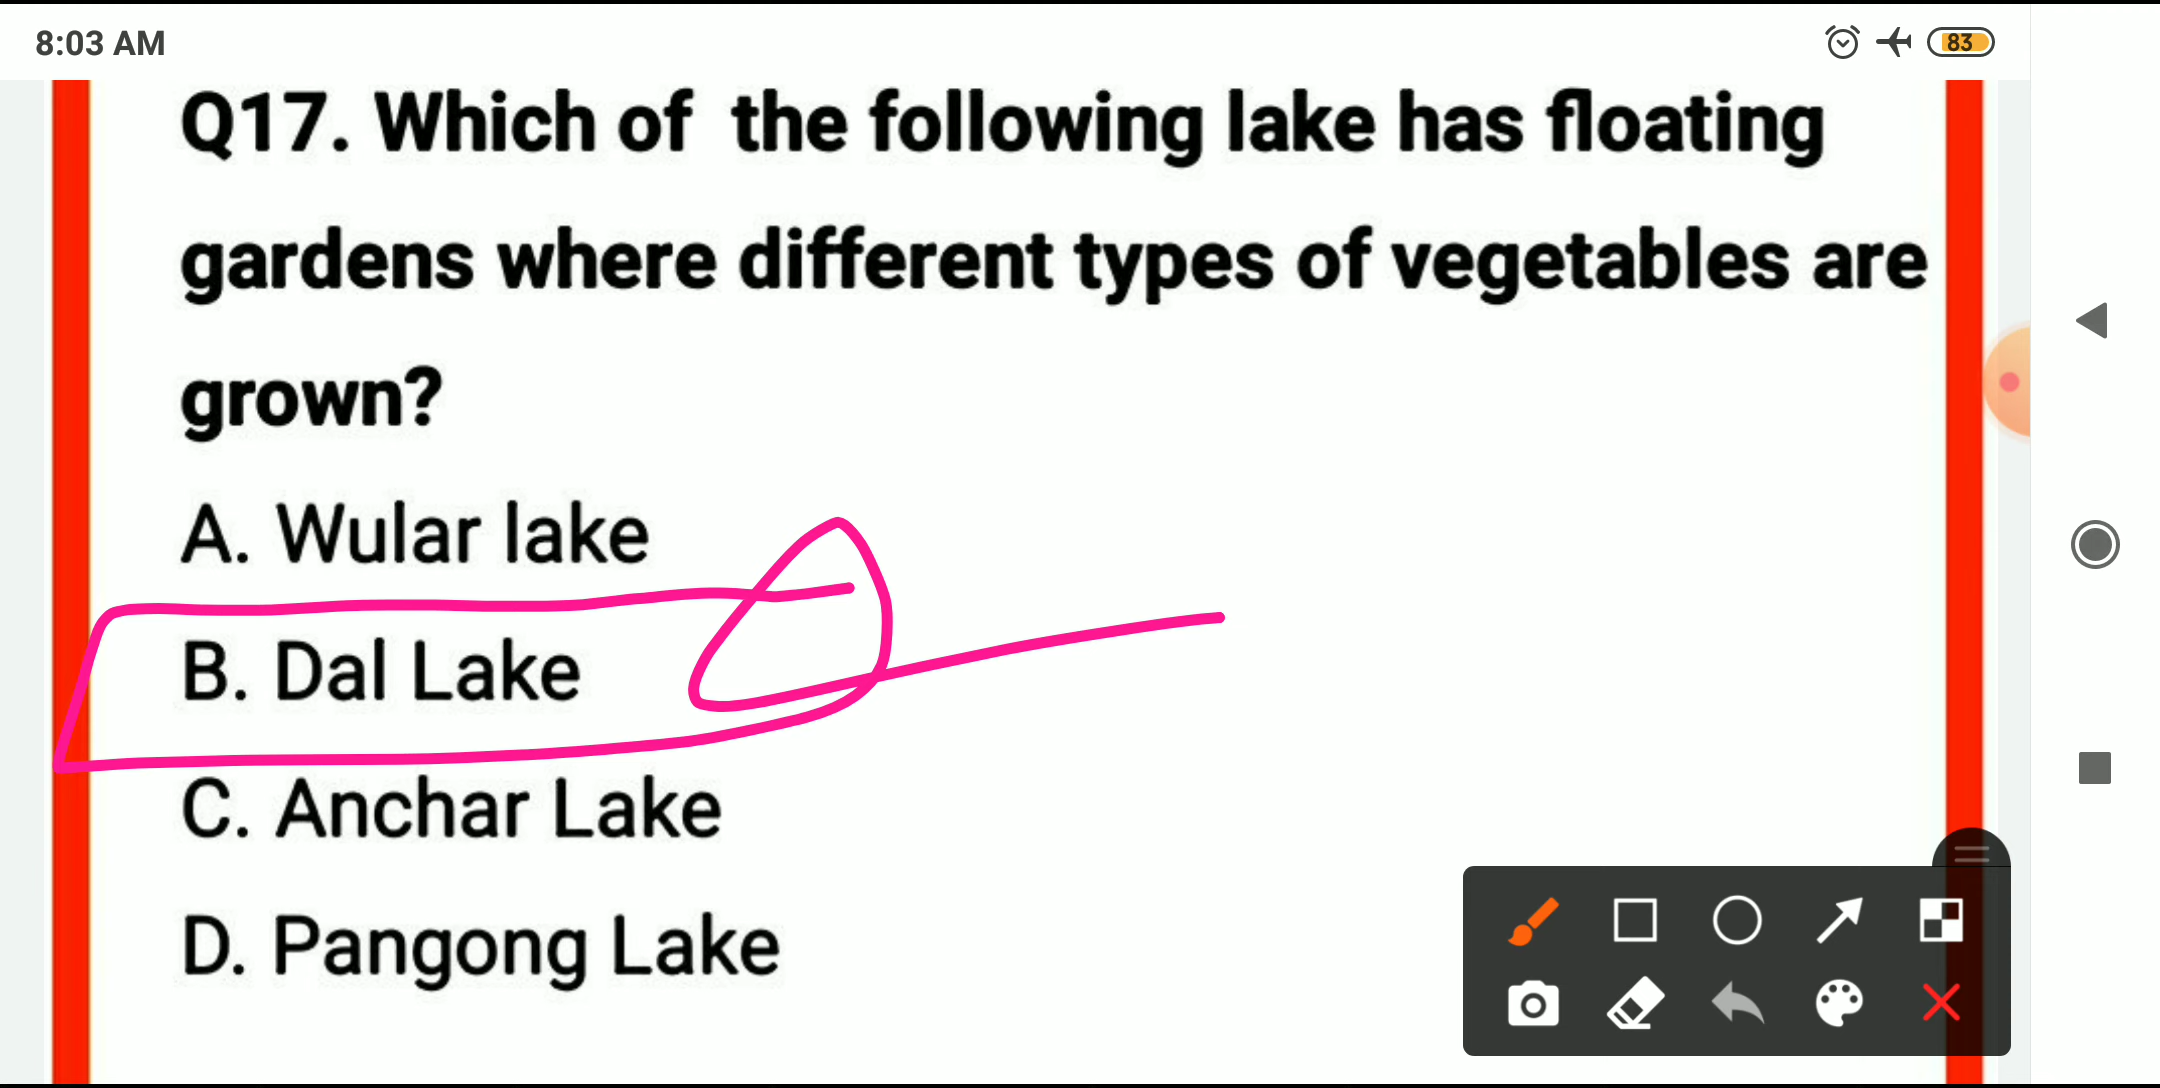 8:03 AM
83
Q17. Which of the following lake has floating
gardens where different types of vegetables are
grown?
A. Wular lake
B. Dal Lake
C. Anchar Lake
D. Pangong Lake